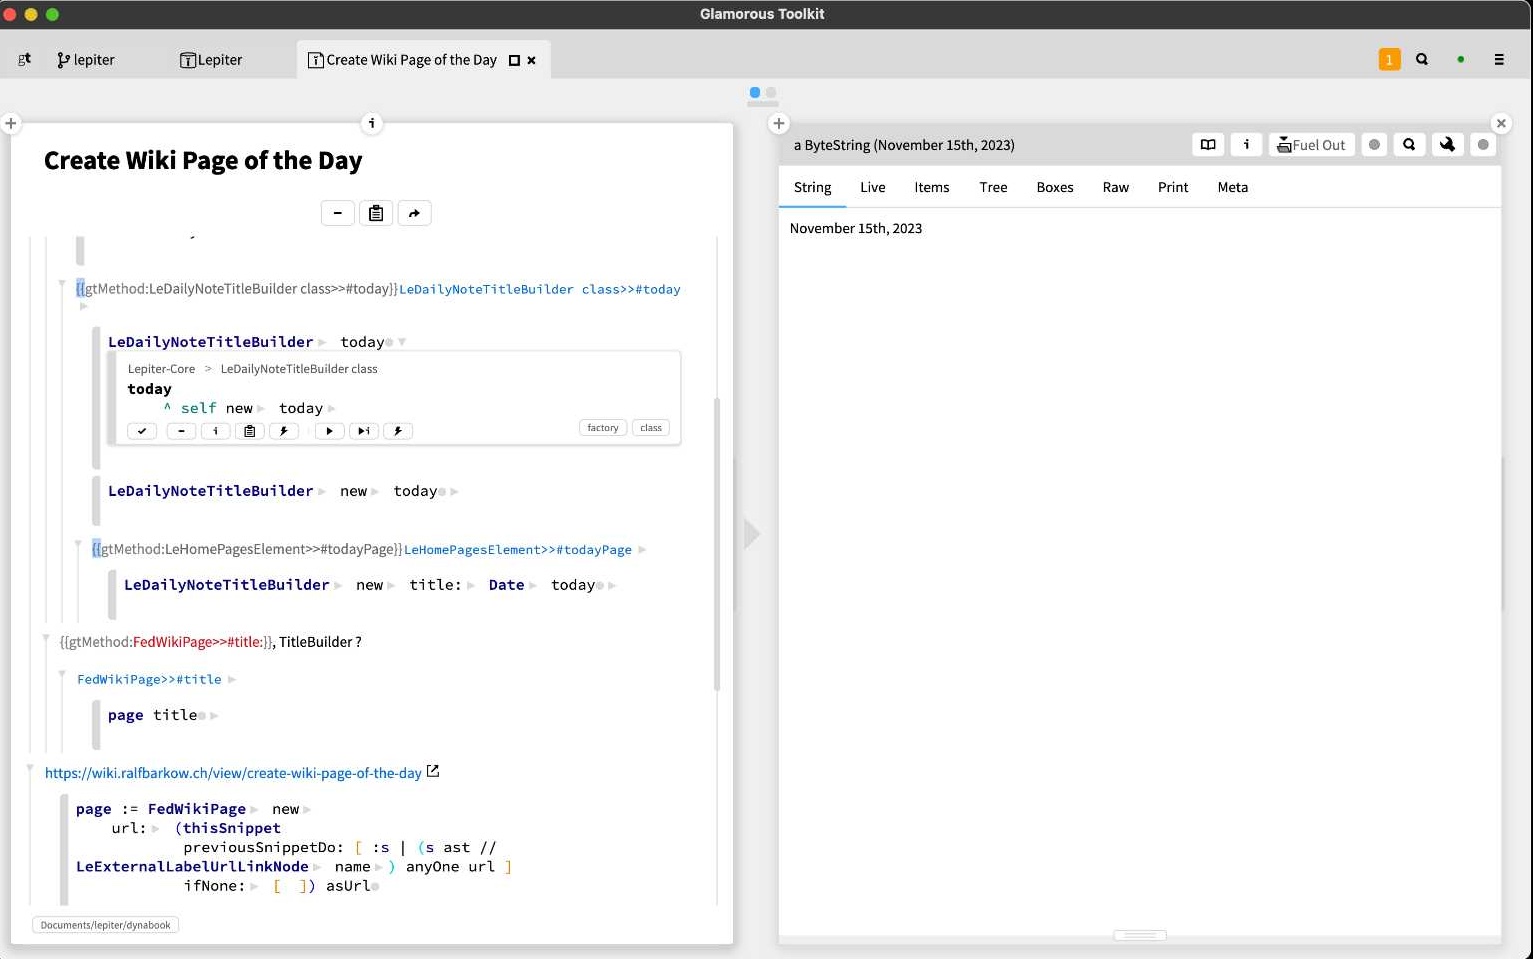 Glamorous Toolkit
gt lepiter Lepiter Create Wiki Page of the Day 1
Create Wiki Page of the Day
{{gtMethod:LeDailyNoteTitleBuilder class>>#today}}LeDailyNoteTitleBuilder class>>#today
LeDailyNoteTitleBuilder today
Lepiter-Core > LeDailyNoteTitleBuilder class
today
^ self new today
factory class
LeDailyNoteTitleBuilder new today
{{gtMethod:LeHomePagesElement>>#todayPage}}LeHomePagesElement>>#todayPage
LeDailyNoteTitleBuilder new title: Date today
{{gtMethod:FedWikiPage>>#title:}}, TitleBuilder ?
FedWikiPage>>#title
page title
https://wiki.ralfbarkow.ch/view/create-wiki-page-of-the-day
page := FedWikiPage new
url: (thisSnippet
previousSnippetDo: [ :s | (s ast //
LeExternalLabelUrlLinkNode name ) anyOne url ]
ifNone: [ ]) asUrl
Documents/lepiter/dynabook
a ByteString (November 15th, 2023) i Fuel Out
String Live Items Tree Boxes Raw Print Meta
November 15th, 2023